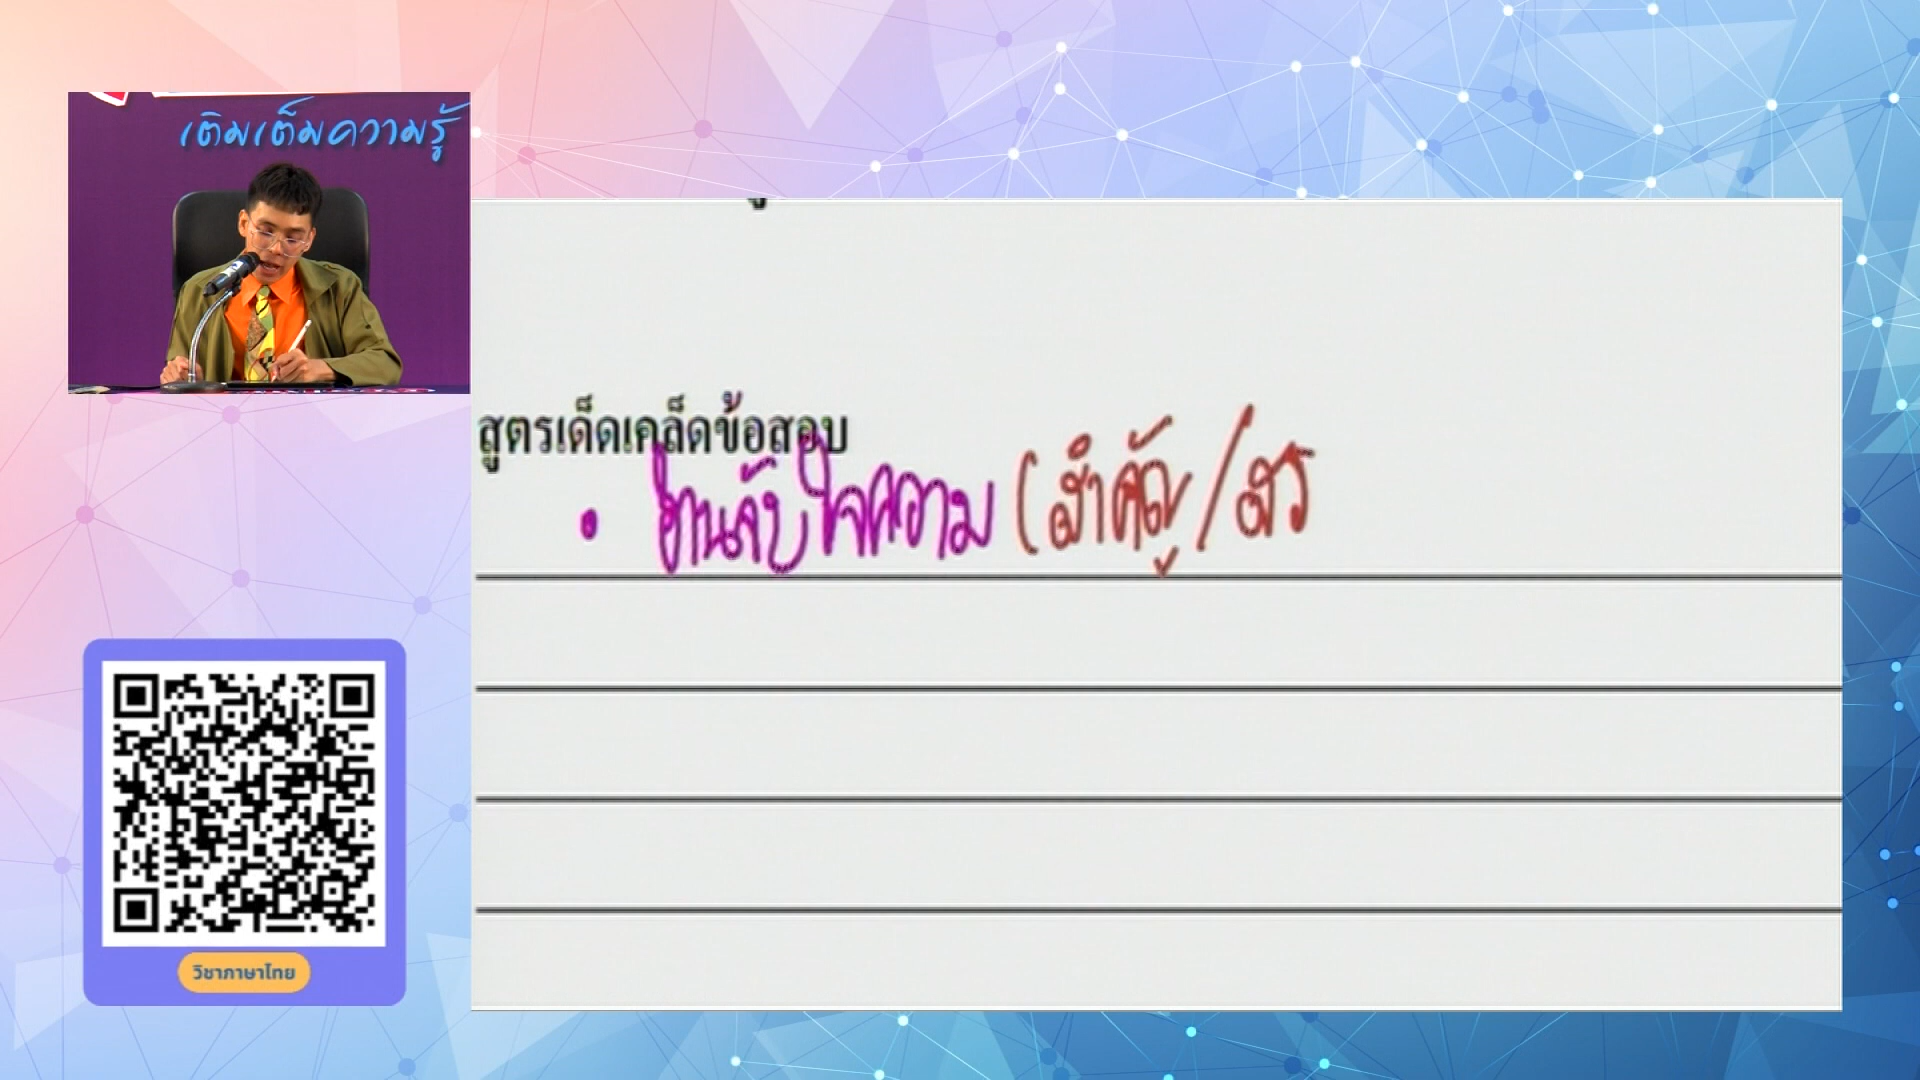 เติมเต็มความรู้
สูตรเด็ดเคล็ดข้อสอบ
• อ่านจับใจความ (สำคัญ/สร
วิชาภาษาไทย